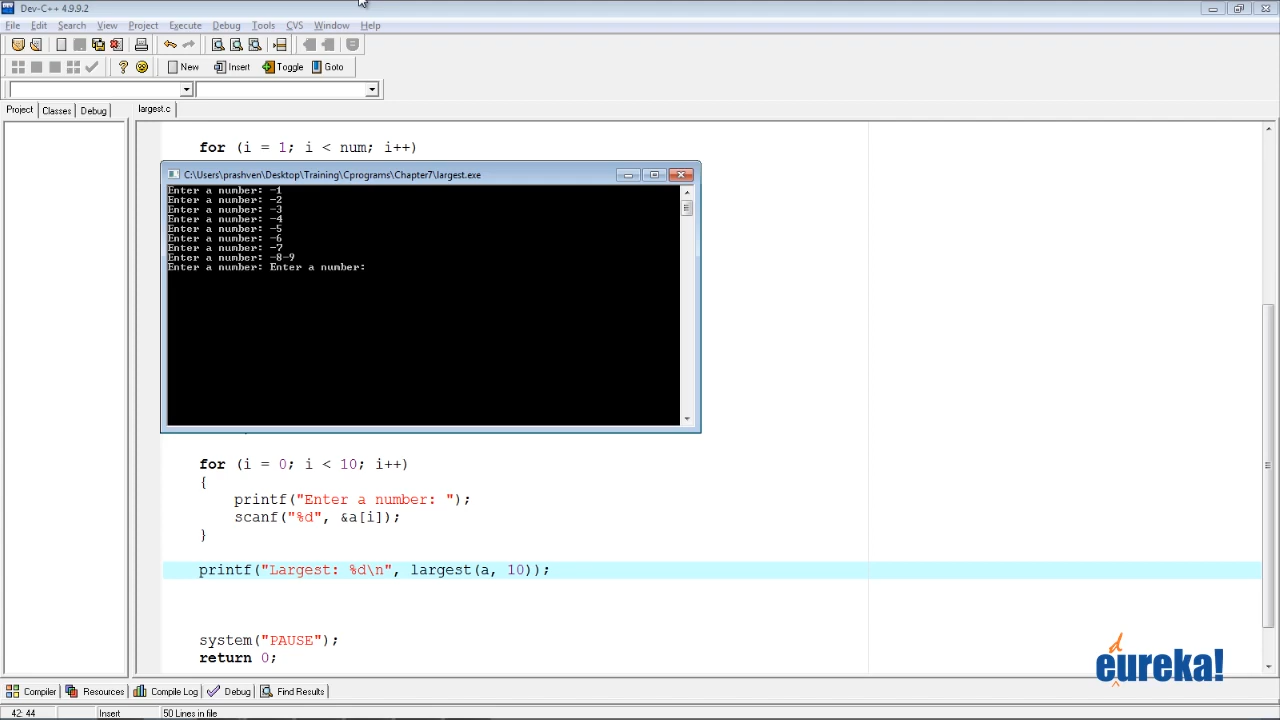 Dev-C++ 4.9.9.2
File Edit Search View Project Execute Debug Tools CVS Window Help
New Insert Toggle Goto
Project Classes Debug
largest.c
for (i = 1; i < num; i++)
C:\Users\prashven\Desktop\Training\Cprograms\Chapter7\largest.exe
Enter a number: -1
Enter a number: -2
Enter a number: -3
Enter a number: -4
Enter a number: -5
Enter a number: -6
Enter a number: -7
Enter a number: -8-9
Enter a number: Enter a number:
for (i = 0; i < 10; i++)
{
printf("Enter a number: ");
scanf("%d", &a[i]);
}
printf("Largest: %d\n", largest(a, 10));
system("PAUSE");
return 0;
edureka!
Compiler Resources Compile Log Debug Find Results
42: 44 Insert 50 Lines in file